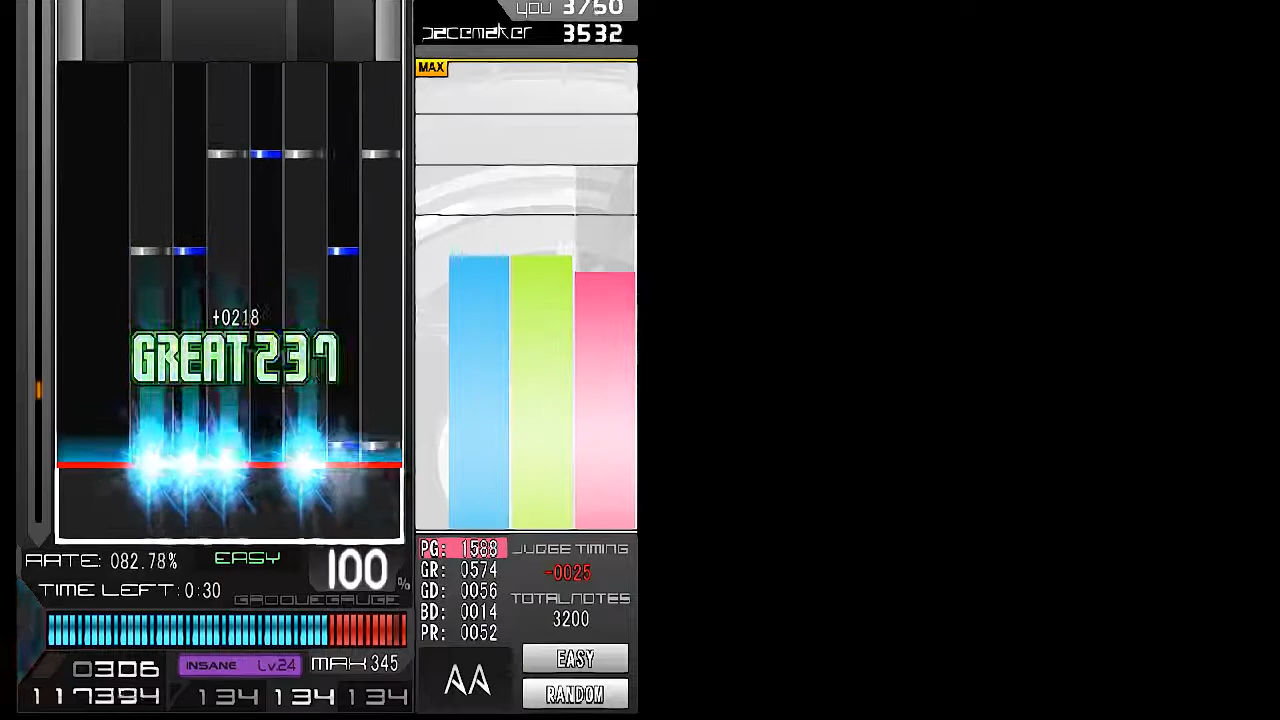 you 3750
pacemaker 3532
MAX
+0218
GREAT 237
RATE: 082.78% EASY 100%
TIME LEFT: 0:30
GROOVEGAUGE
0306 INSANE Lv24 MAX 345
117394 134 134 134
PG: 1588
GR: 0574
GD: 0056
BD: 0014
PR: 0052
JUDGE TIMING
-0025
TOTALNOTES
3200
AA
EASY
RANDOM